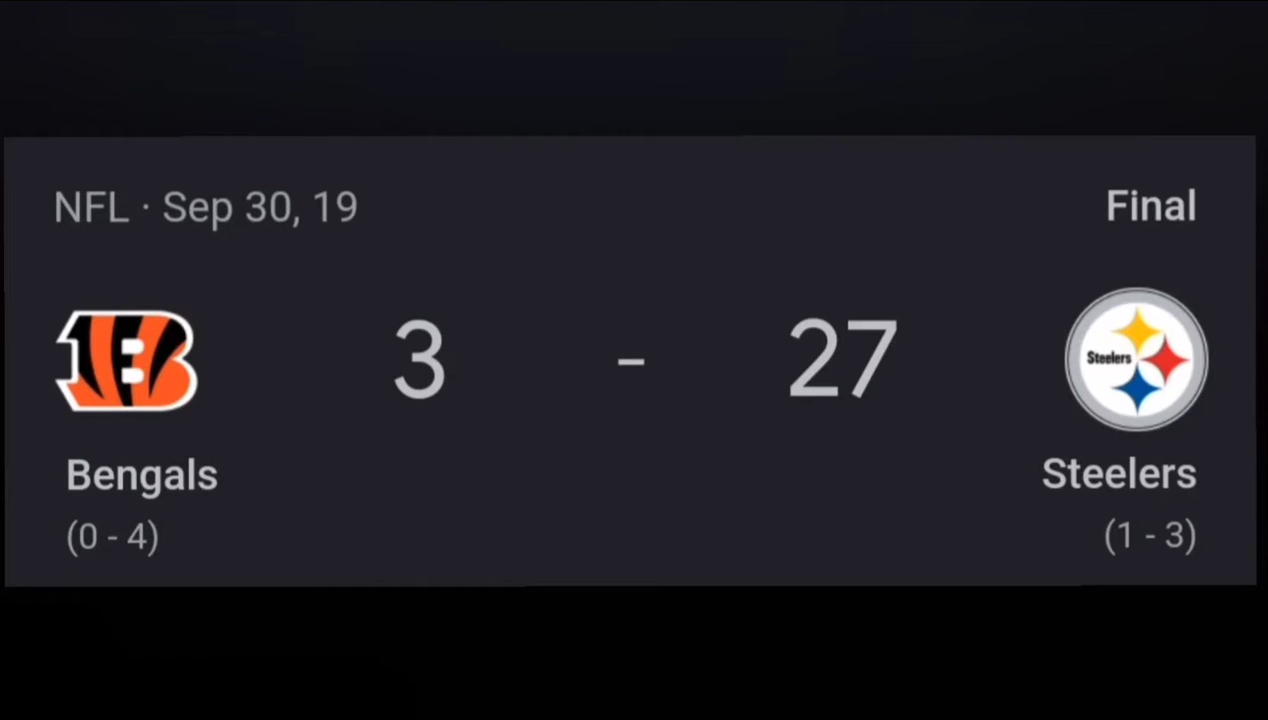 NFL · Sep 30, 19 Final
3 - 27
Steelers
Bengals Steelers
(0 - 4) (1 - 3)